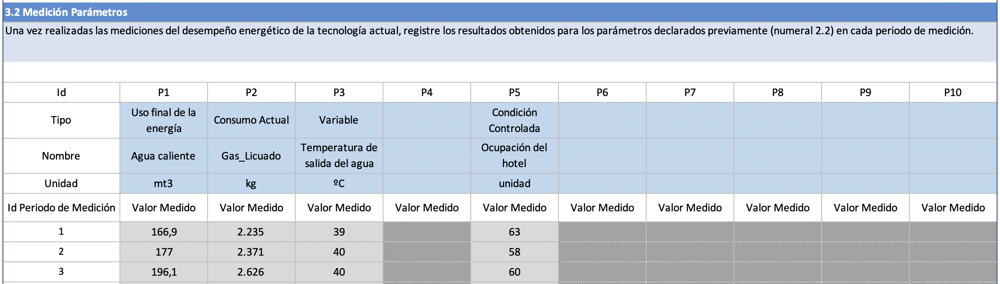 3.2 Medición Parámetros
Una vez realizadas las mediciones del desempeño energético de la tecnología actual, registre los resultados obtenidos para los parámetros declarados previamente (numeral 2.2) en cada periodo de medición.
Id P1 P2 P3 P4 P5 P6 P7 P8 P9 P10
Tipo Uso final de la energía Consumo Actual Variable Condición Controlada
Nombre Agua caliente Gas_Licuado Temperatura de salida del agua Ocupación del hotel
Unidad mt3 kg ºC unidad
Id Periodo de Medición Valor Medido Valor Medido Valor Medido Valor Medido Valor Medido Valor Medido Valor Medido Valor Medido Valor Medido Valor Medido
1 166,9 2.235 39 63
2 177 2.371 40 58
3 196,1 2.626 40 60